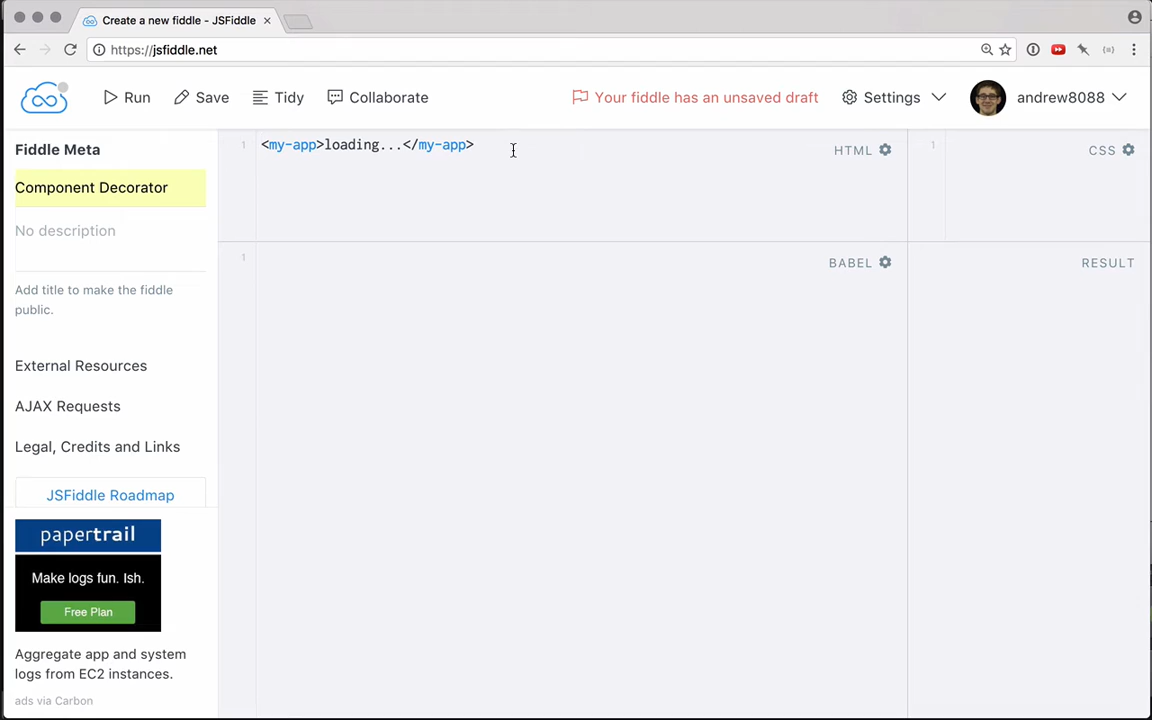 Create a new fiddle - JSFiddle
https://jsfiddle.net
Run
Save
Tidy
Collaborate
Your fiddle has an unsaved draft
Settings
andrew8088
Fiddle Meta
Component Decorator
No description
Add title to make the fiddle
public.
External Resources
AJAX Requests
Legal, Credits and Links
JSFiddle Roadmap
papertrail
Make logs fun. Ish.
Free Plan
Aggregate app and system
logs from EC2 instances.
ads via Carbon
1 <my-app>loading...</my-app>
HTML
1
CSS
1
BABEL
RESULT